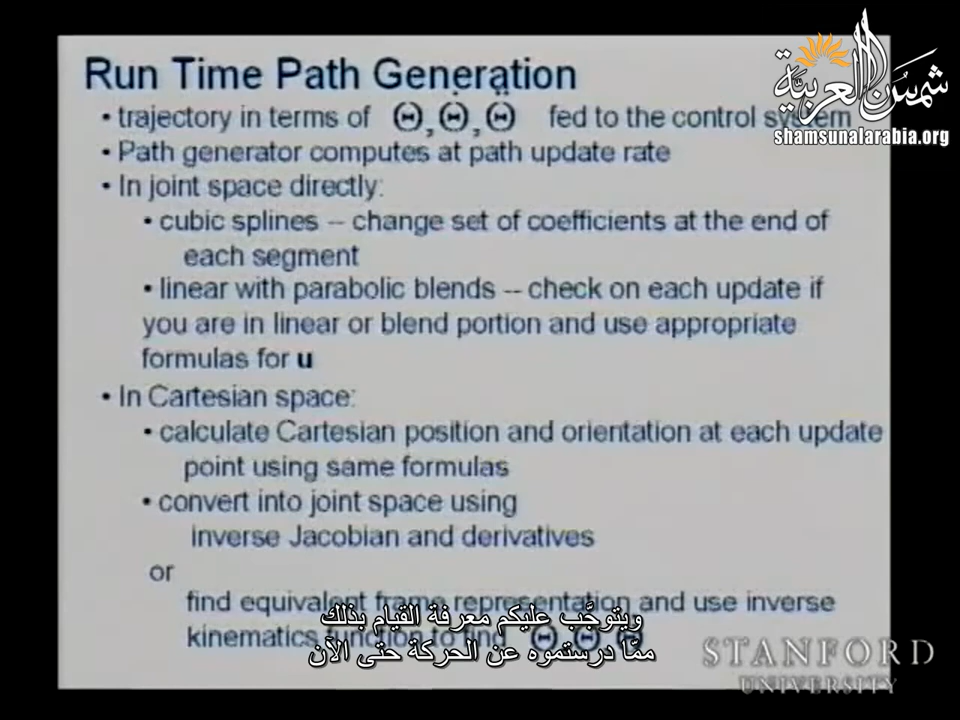 Run Time Path Generation
شمس العربية
shamsunalarabia.org
• trajectory in terms of Θ, Θ̇, Θ̈ fed to the control system
• Path generator computes at path update rate
• In joint space directly:
• cubic splines -- change set of coefficients at the end of
each segment
• linear with parabolic blends -- check on each update if
you are in linear or blend portion and use appropriate
formulas for u
• In Cartesian space:
• calculate Cartesian position and orientation at each update
point using same formulas
• convert into joint space using
inverse Jacobian and derivatives
or
find equivalent frame representation and use inverse
kinematics function to find Θ, Θ̇, Θ̈
ويتوجَّب عليكم معرفة القيام بذلك
ممّا درستموه عن الحركة حتى الآن
STANFORD
UNIVERSITY